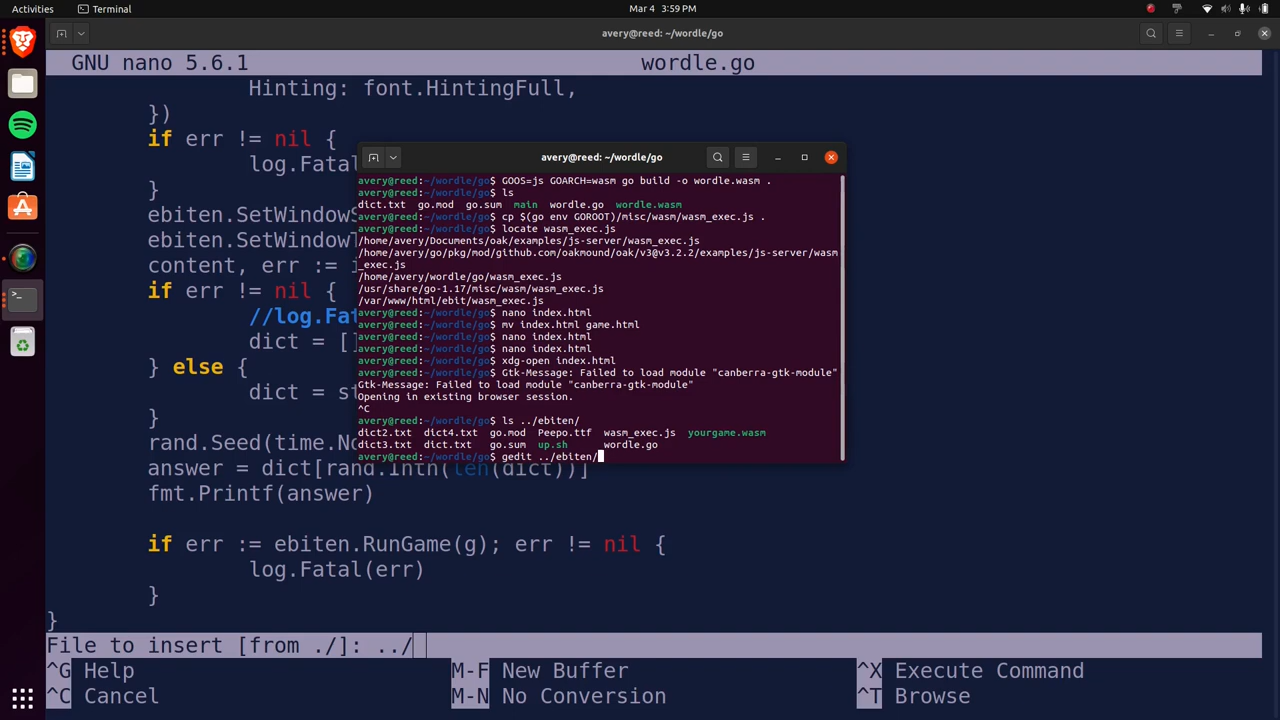 Activities
Terminal
Mar 4  3:59 PM
avery@reed: ~/wordle/go
GNU nano 5.6.1
wordle.go
Hinting: font.HintingFull,
})
if err != nil {
log.Fata
}
ebiten.SetWindowS
ebiten.SetWindowT
content, err := i
if err != nil {
//log.Fat
dict = []
} else {
dict = st
}
rand.Seed(time.No
answer = dict[rand.Intn(len(dict))]
fmt.Printf(answer)
if err := ebiten.RunGame(g); err != nil {
log.Fatal(err)
}
}
File to insert [from ./]: ../
^G Help
M-F New Buffer
^X Execute Command
^C Cancel
M-N No Conversion
^T Browse
avery@reed: ~/wordle/go
avery@reed:~/wordle/go$ GOOS=js GOARCH=wasm go build -o wordle.wasm .
avery@reed:~/wordle/go$ ls
dict.txt  go.mod  go.sum  main  wordle.go  wordle.wasm
avery@reed:~/wordle/go$ cp $(go env GOROOT)/misc/wasm/wasm_exec.js .
avery@reed:~/wordle/go$ locate wasm_exec.js
/home/avery/Documents/oak/examples/js-server/wasm_exec.js
/home/avery/go/pkg/mod/github.com/oakmound/oak/v3@v3.2.2/examples/js-server/wasm
_exec.js
/home/avery/wordle/go/wasm_exec.js
/usr/share/go-1.17/misc/wasm/wasm_exec.js
/var/www/html/ebit/wasm_exec.js
avery@reed:~/wordle/go$ nano index.html
avery@reed:~/wordle/go$ mv index.html game.html
avery@reed:~/wordle/go$ nano index.html
avery@reed:~/wordle/go$ nano index.html
avery@reed:~/wordle/go$ xdg-open index.html
avery@reed:~/wordle/go$ Gtk-Message: Failed to load module "canberra-gtk-module"
Gtk-Message: Failed to load module "canberra-gtk-module"
Opening in existing browser session.
^C
avery@reed:~/wordle/go$ ls ../ebiten/
dict2.txt  dict4.txt  go.mod  Peepo.ttf  wasm_exec.js  yourgame.wasm
dict3.txt  dict.txt  go.sum  up.sh  wordle.go
avery@reed:~/wordle/go$ gedit ../ebiten/